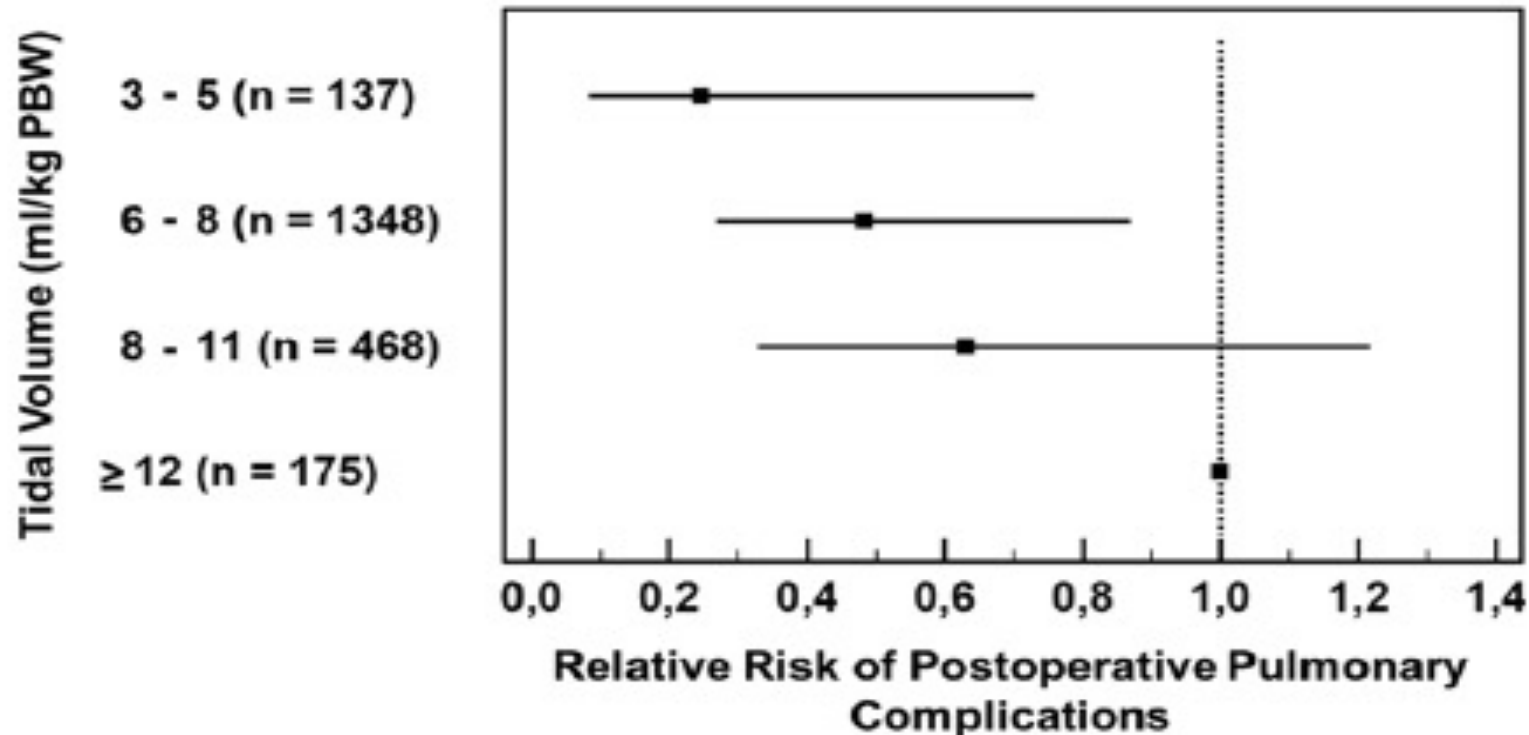 Tidal Volume (ml/kg PBW)
3 - 5 (n = 137)
6 - 8 (n = 1348)
8 - 11 (n = 468)
≥ 12 (n = 175)
0,0 0,2 0,4 0,6 0,8 1,0 1,2 1,4
Relative Risk of Postoperative Pulmonary
Complications